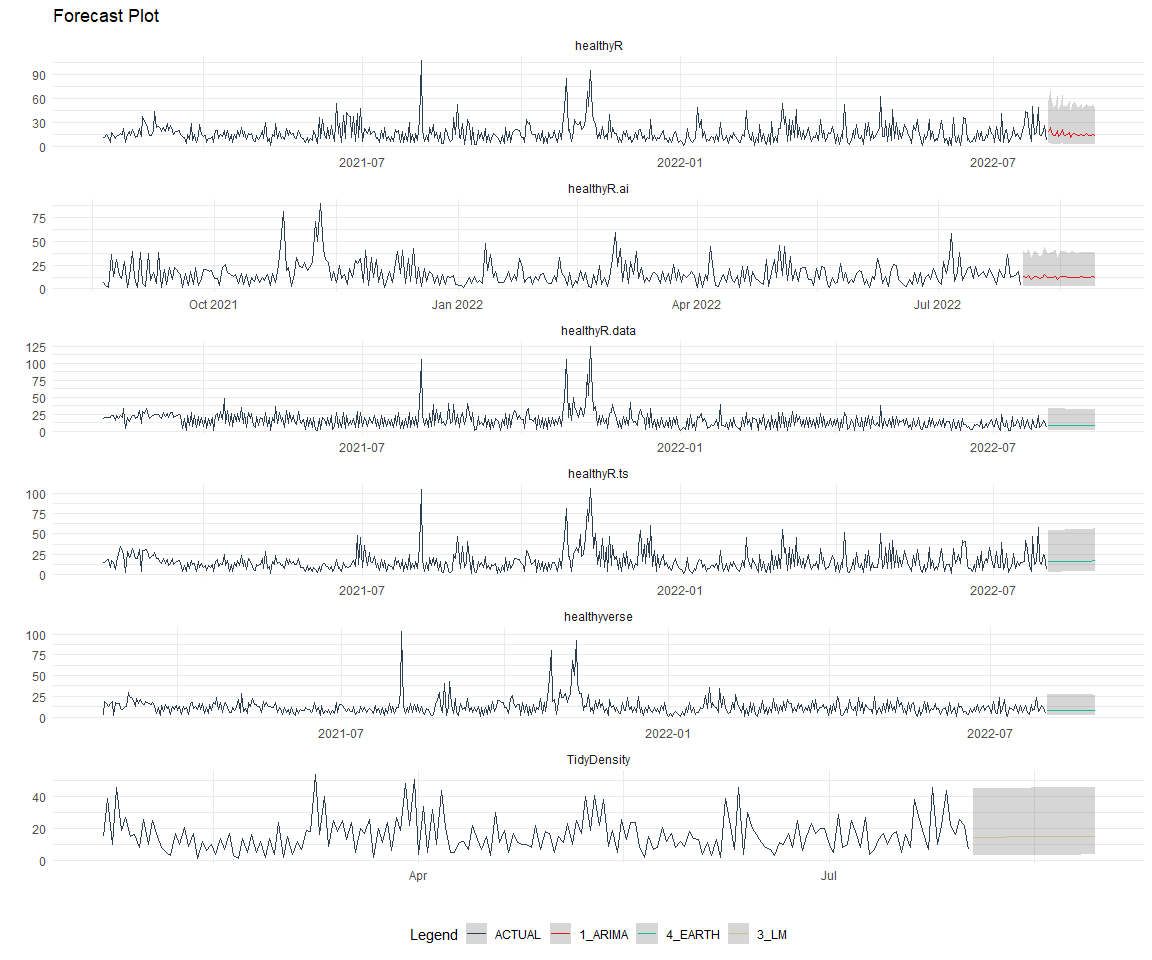 Forecast Plot
healthyR
90
60
30
0
2021-07 2022-01 2022-07
healthyR.ai
75
50
25
0
Oct 2021 Jan 2022 Apr 2022 Jul 2022
healthyR.data
125
100
75
50
25
0
2021-07 2022-01 2022-07
healthyR.ts
100
75
50
25
0
2021-07 2022-01 2022-07
healthyverse
100
75
50
25
0
2021-07 2022-01 2022-07
TidyDensity
40
20
0
Apr Jul
Legend ACTUAL 1_ARIMA 4_EARTH 3_LM